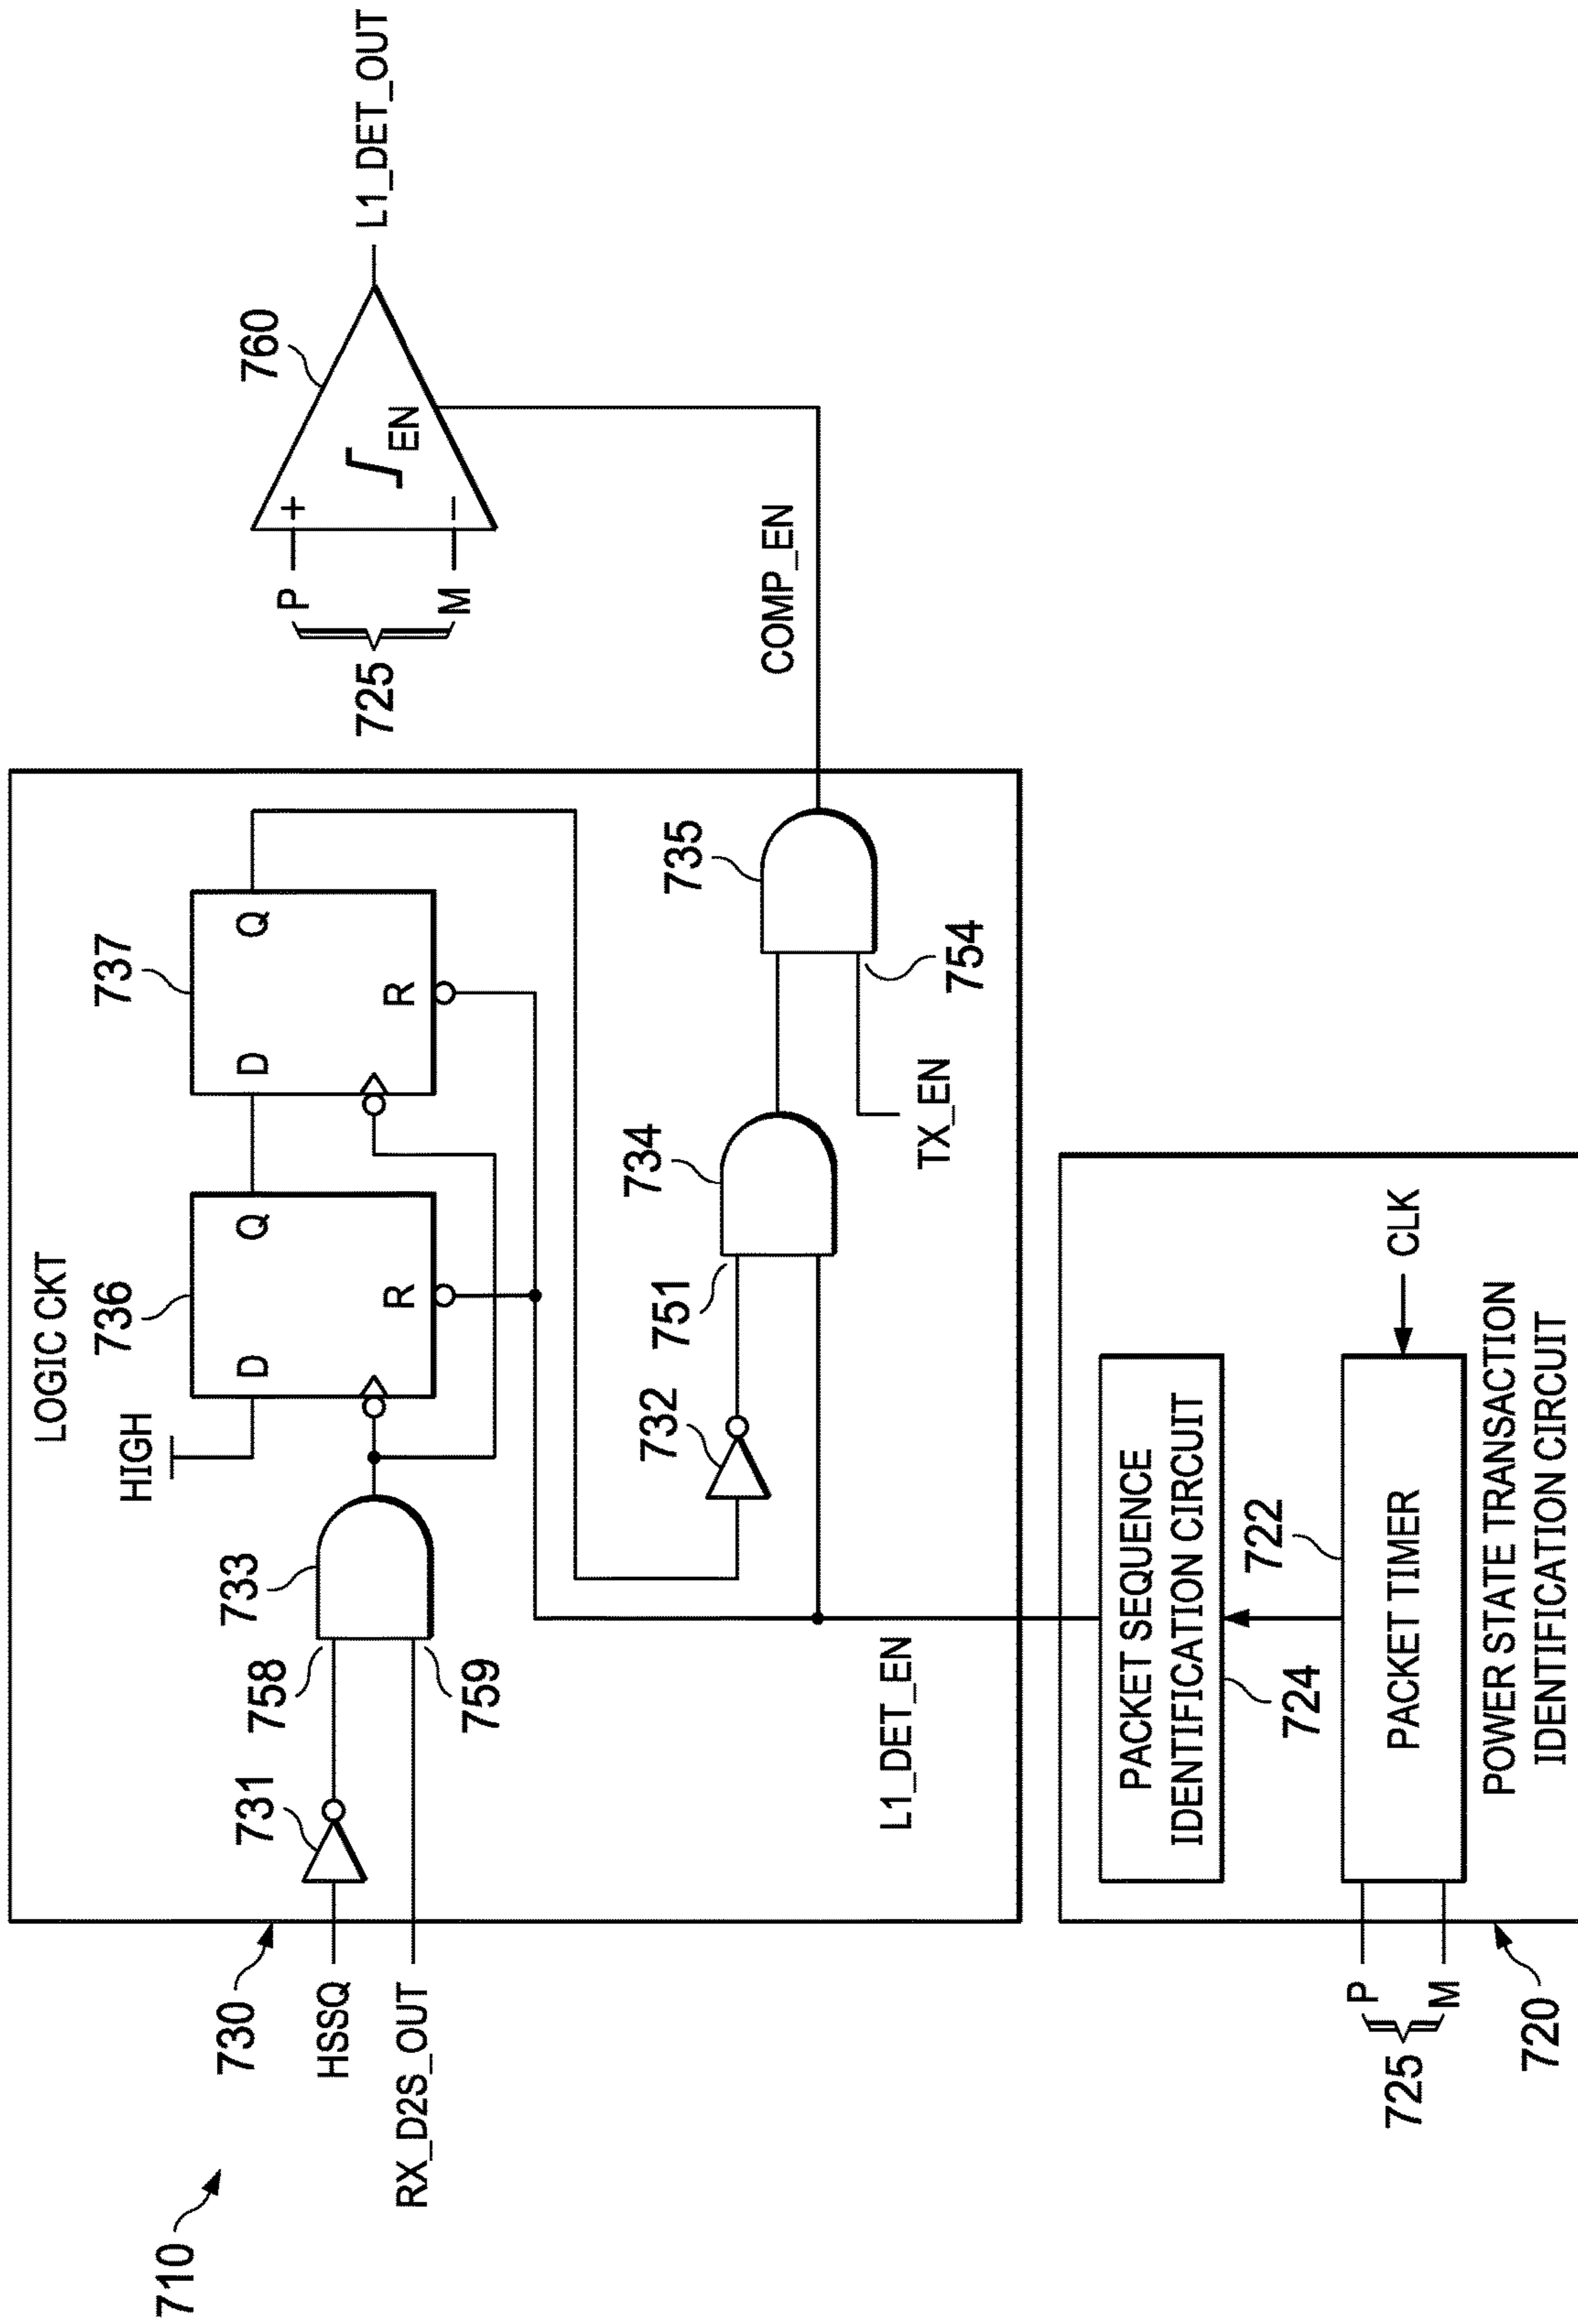 710
730
LOGIC CKT
HIGH
736
737
D
Q
R
D
Q
R
HSSQ
731
758
733
RX_D2S_OUT
759
732
751
734
735
754
TX_EN
L1_DET_EN
COMP_EN
760
P
+
M
−
725
EN
L1_DET_OUT
PACKET SEQUENCE
IDENTIFICATION CIRCUIT
724
722
PACKET TIMER
CLK
P
M
725
720
POWER STATE TRANSACTION
IDENTIFICATION CIRCUIT